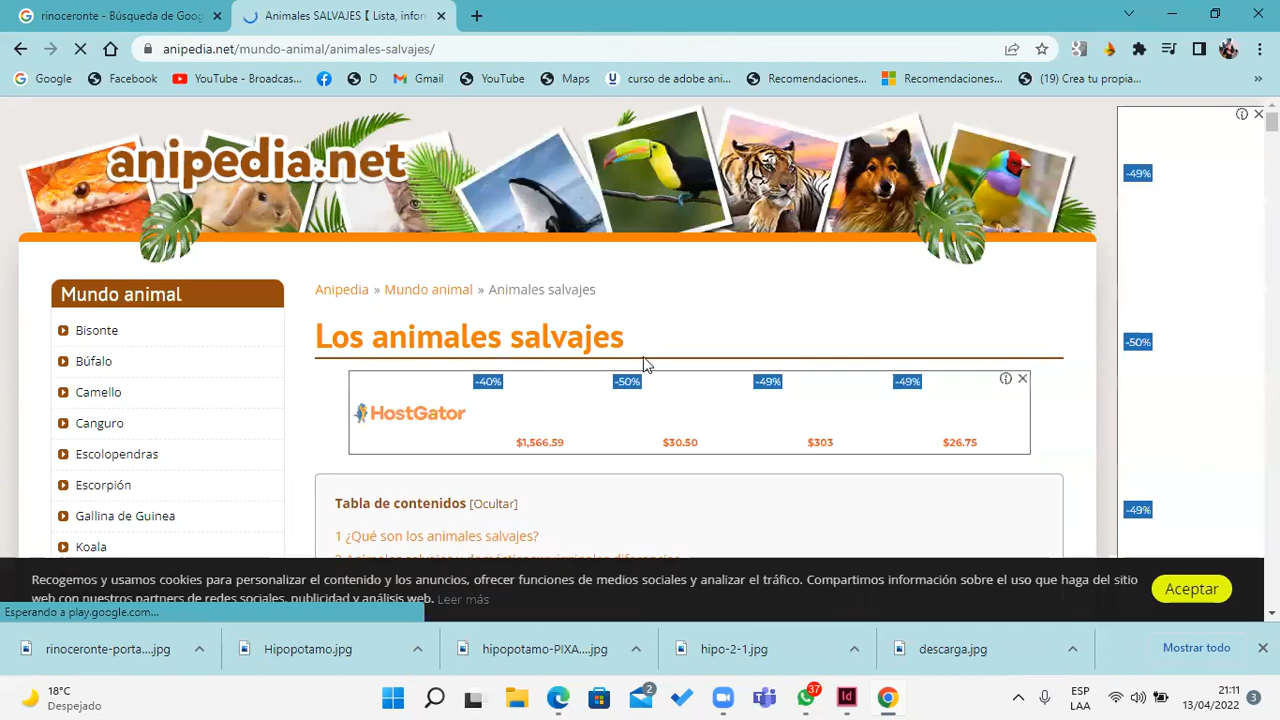 rinoceronte - Búsqueda de Goog
Animales SALVAJES【 Lista, infor
anipedia.net/mundo-animal/animales-salvajes/
Google
Facebook
YouTube - Broadcas...
D
Gmail
YouTube
Maps
curso de adobe ani...
Recomendaciones...
Recomendaciones...
(19) Crea tu propia...
anipedia.net
-49%
Mundo animal
Bisonte
Búfalo
Camello
Canguro
Escolopendras
Escorpión
Gallina de Guinea
Koala
Anipedia » Mundo animal » Animales salvajes
Los animales salvajes
-40%
-50%
-49%
-49%
HostGator
$1,566.59
$30.50
$303
$26.75
-50%
-49%
Tabla de contenidos [Ocultar]
1 ¿Qué son los animales salvajes?
Recogemos y usamos cookies para personalizar el contenido y los anuncios, ofrecer funciones de medios sociales y analizar el tráfico. Compartimos información sobre el uso que haga del sitio
web con nuestros partners de redes sociales, publicidad y análisis web. Leer más
Aceptar
Esperando a play.google.com...
rinoceronte-porta....jpg
Hipopotamo.jpg
hipopotamo-PIXA....jpg
hipo-2-1.jpg
descarga.jpg
Mostrar todo
18°C
Despejado
2
37
Id
ESP
LAA
21:11
13/04/2022
3